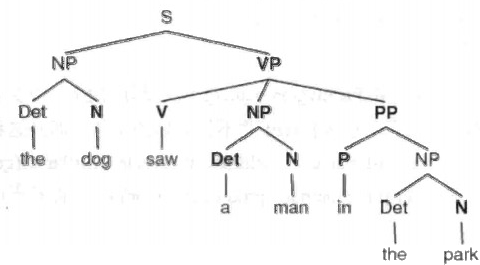 S
NP VP
Det N V NP PP
the dog saw Det N P NP
a man in Det N
the park